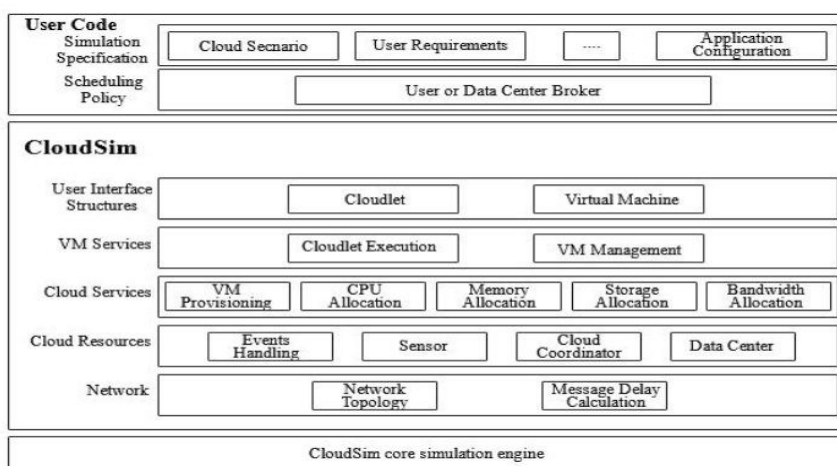 User Code
Simulation
Specification
Cloud Secnario
User Requirements
....
Application
Configuration
Scheduling
Policy
User or Data Center Broker
CloudSim
User Interface
Structures
Cloudlet
Virtual Machine
VM Services
Cloudlet Execution
VM Management
Cloud Services
VM
Provisioning
CPU
Allocation
Memory
Allocation
Storage
Allocation
Bandwidth
Allocation
Cloud Resources
Events
Handling
Sensor
Cloud
Coordinator
Data Center
Network
Network
Topology
Message Delay
Calculation
CloudSim core simulation engine